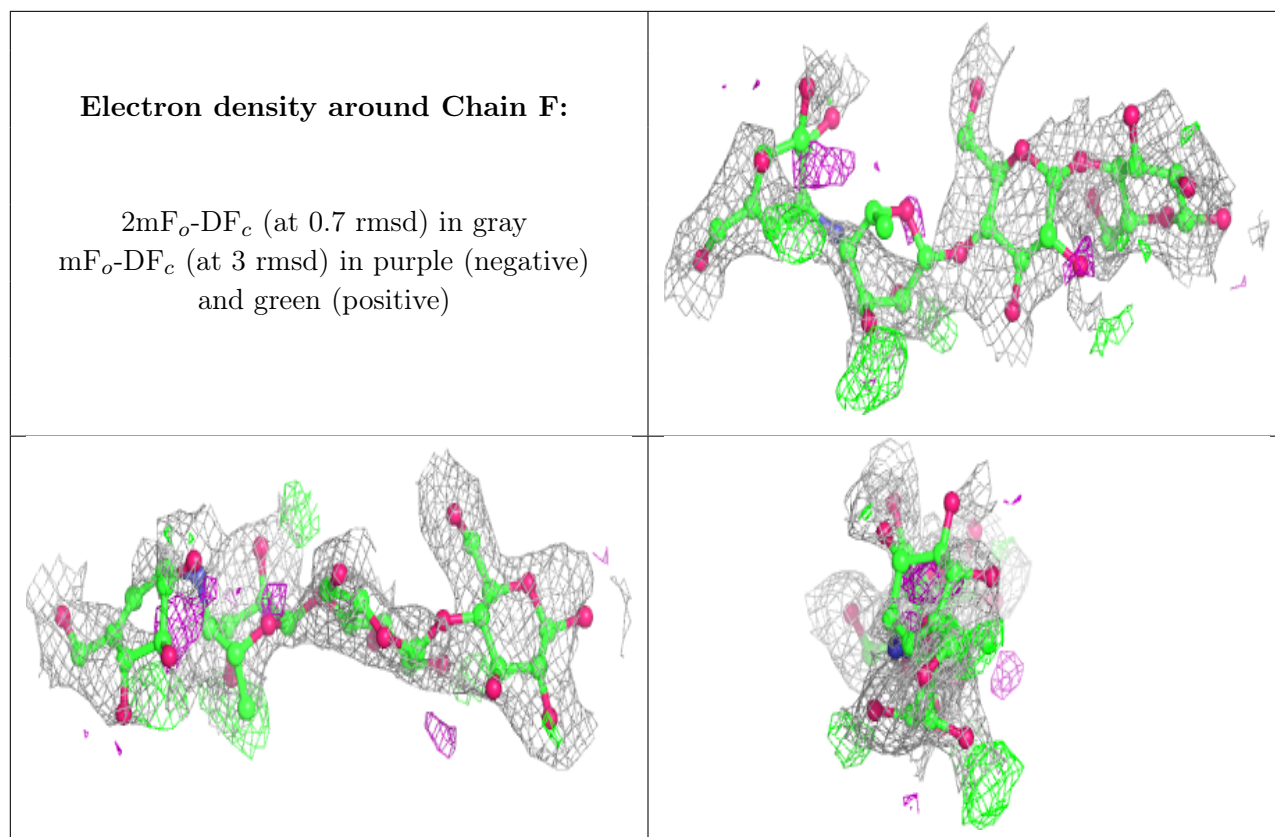 Electron density around Chain F:
2mFₒ-DF𝒸 (at 0.7 rmsd) in gray
mFₒ-DF𝒸 (at 3 rmsd) in purple (negative)
and green (positive)